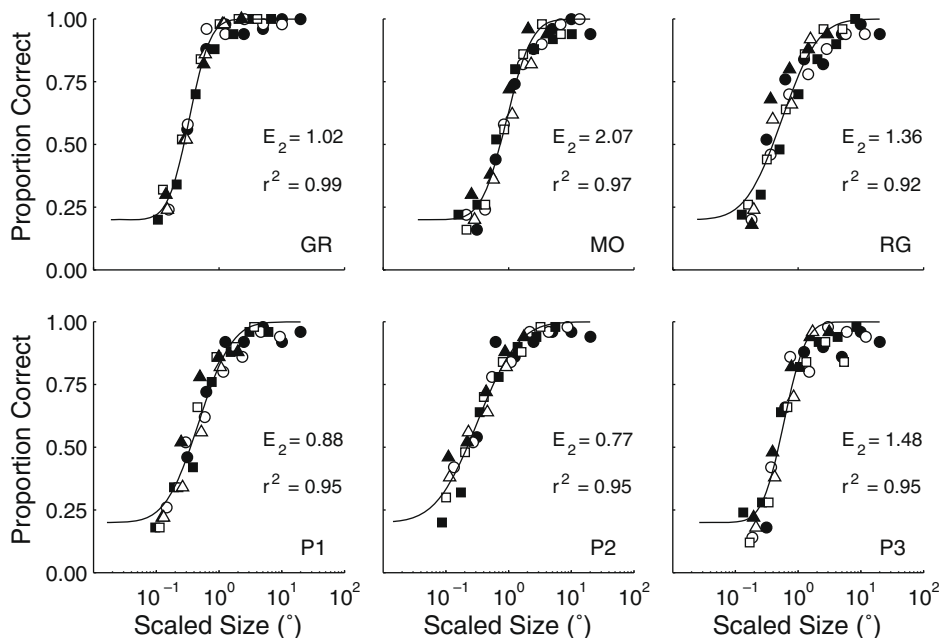 Proportion Correct
1.00
0.75
0.50
0.25
0.00
E2 = 1.02
r² = 0.99
GR
E2 = 2.07
r² = 0.97
MO
E2 = 1.36
r² = 0.92
RG
Proportion Correct
1.00
0.75
0.50
0.25
0.00
E2 = 0.88
r² = 0.95
P1
E2 = 0.77
r² = 0.95
P2
E2 = 1.48
r² = 0.95
P3
10⁻¹ 10⁰ 10¹ 10² 10⁻¹ 10⁰ 10¹ 10² 10⁻¹ 10⁰ 10¹ 10²
Scaled Size (°) Scaled Size (°) Scaled Size (°)